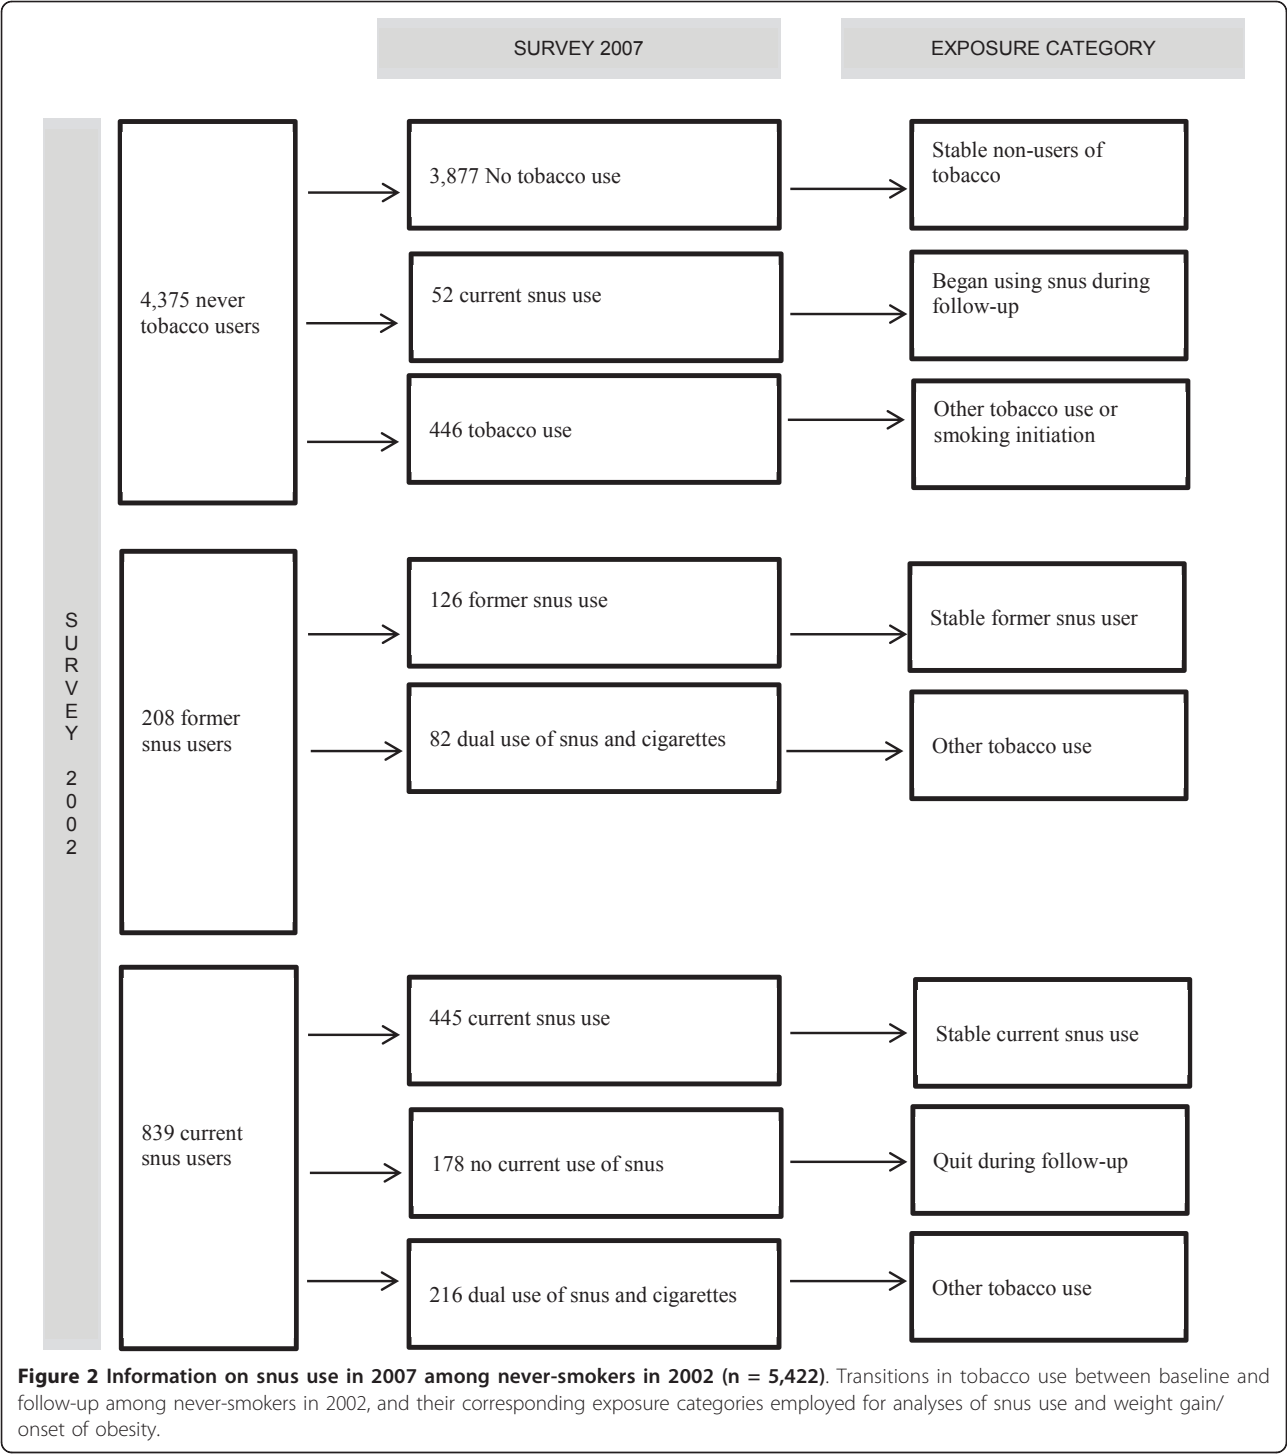 SURVEY 2007
EXPOSURE CATEGORY
SURVEY 2002
4,375 never
tobacco users
3,877 No tobacco use
Stable non-users of
tobacco
52 current snus use
Began using snus during
follow-up
446 tobacco use
Other tobacco use or
smoking initiation
208 former
snus users
126 former snus use
Stable former snus user
82 dual use of snus and cigarettes
Other tobacco use
839 current
snus users
445 current snus use
Stable current snus use
178 no current use of snus
Quit during follow-up
216 dual use of snus and cigarettes
Other tobacco use
Figure 2 Information on snus use in 2007 among never-smokers in 2002 (n = 5,422). Transitions in tobacco use between baseline and
follow-up among never-smokers in 2002, and their corresponding exposure categories employed for analyses of snus use and weight gain/
onset of obesity.